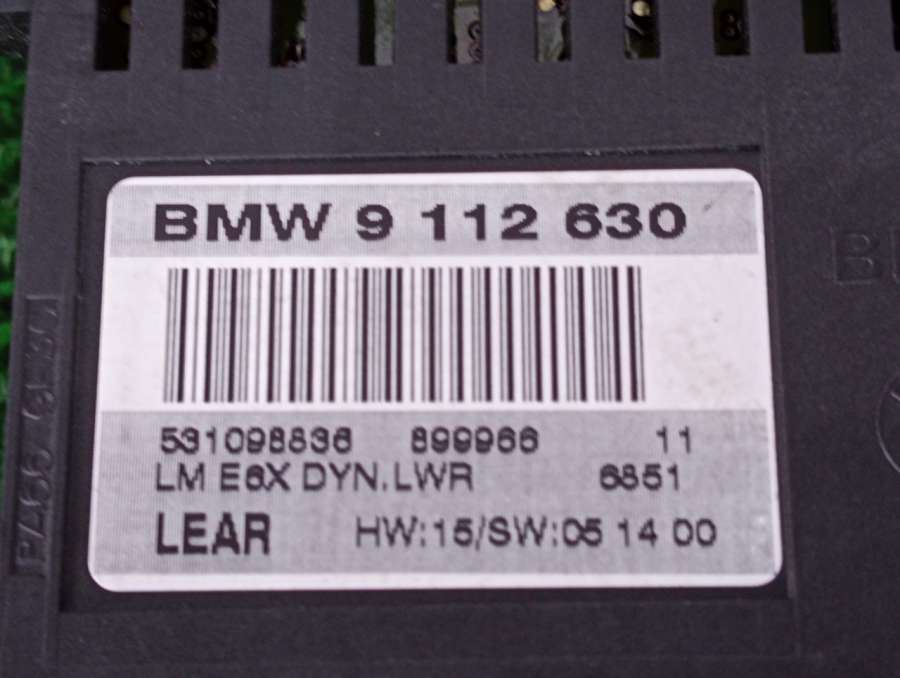 BMW 9 112 630
531098836 899966 11
LM E6X DYN.LWR 6851
LEAR HW:15/SW:05 14 00